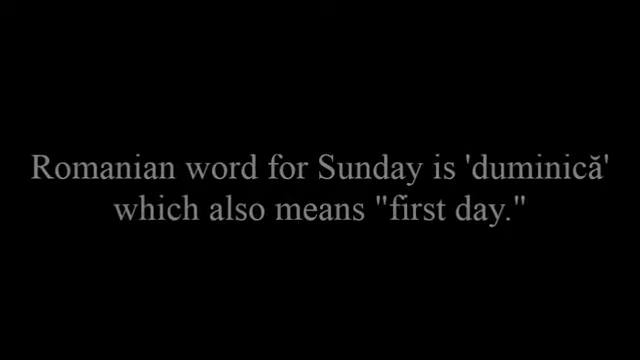 Romanian word for Sunday is 'duminică'
which also means "first day."